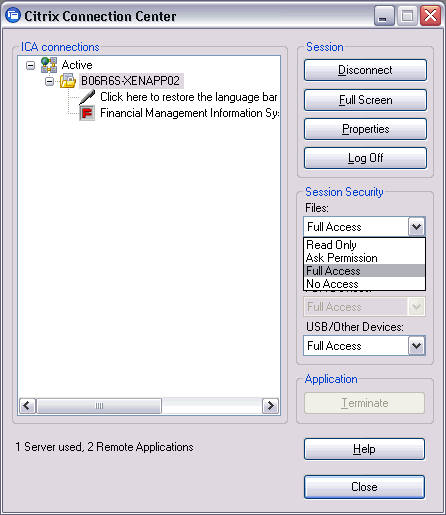 Citrix Connection Center
ICA connections
Active
B06R6S-XENAPP02
Click here to restore the language bar
Financial Management Information Sy
Session
Disconnect
Full Screen
Properties
Log Off
Session Security
Files:
Full Access
Read Only
Ask Permission
Full Access
No Access
Full Access
USB/Other Devices:
Full Access
Application
Terminate
1 Server used, 2 Remote Applications
Help
Close